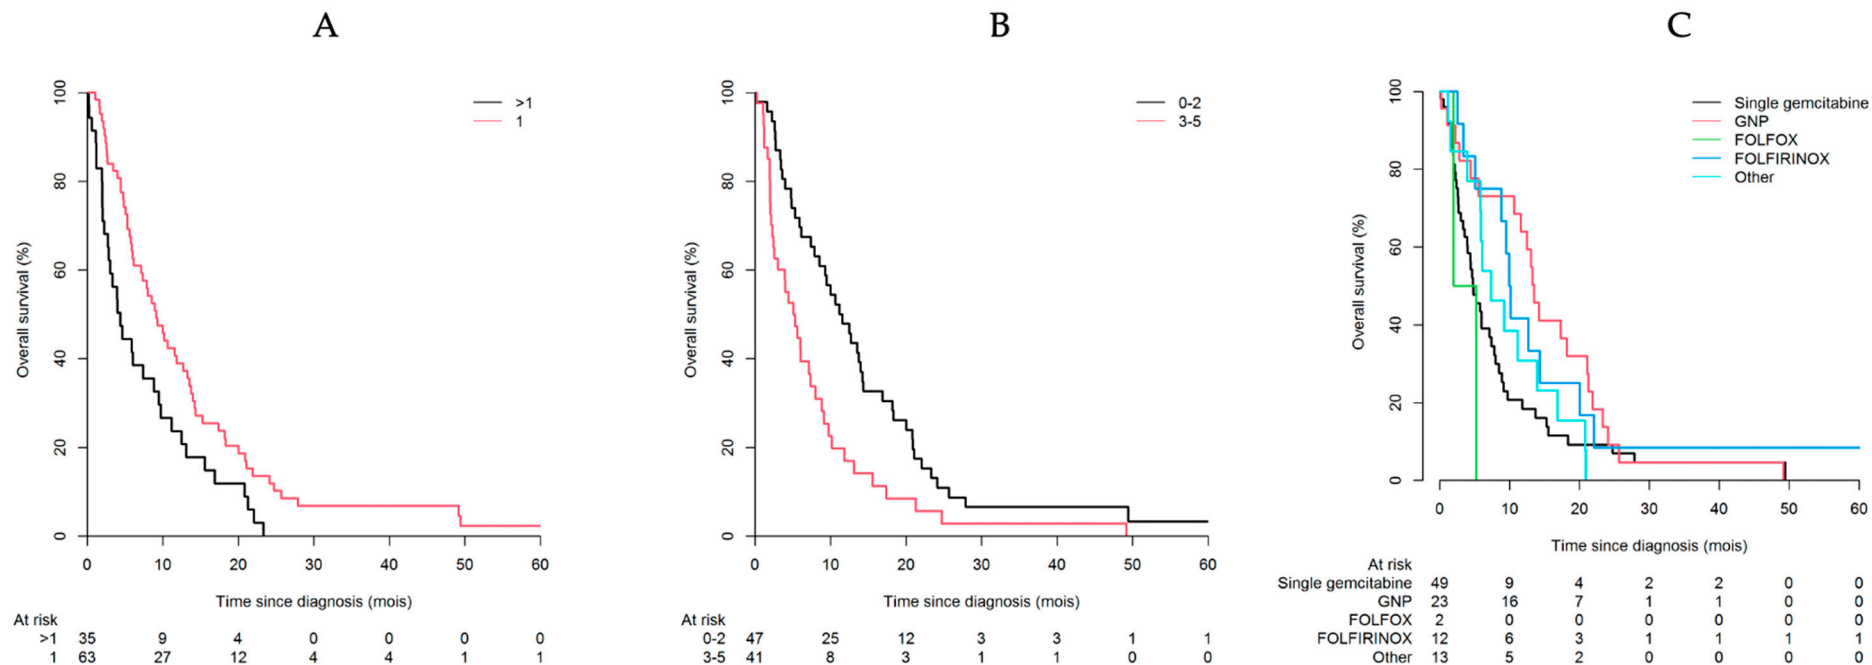 A
B
C
Overall survival (%)
0 20 40 60 80 100
>1
1
0 10 20 30 40 50 60
Time since diagnosis (mois)
At risk
>1 35 9 4 0 0 0 0
1 63 27 12 4 4 1 1
Overall survival (%)
0 20 40 60 80 100
0-2
3-5
0 10 20 30 40 50 60
Time since diagnosis (mois)
At risk
0-2 47 25 12 3 3 1 1
3-5 41 8 3 1 1 0 0
Overall survival (%)
0 20 40 60 80 100
Single gemcitabine
GNP
FOLFOX
FOLFIRINOX
Other
0 10 20 30 40 50 60
Time since diagnosis (mois)
At risk
Single gemcitabine 49 9 4 2 2 0 0
GNP 23 16 7 1 1 0 0
FOLFOX 2 0 0 0 0 0 0
FOLFIRINOX 12 6 3 1 1 1 1
Other 13 5 2 0 0 0 0